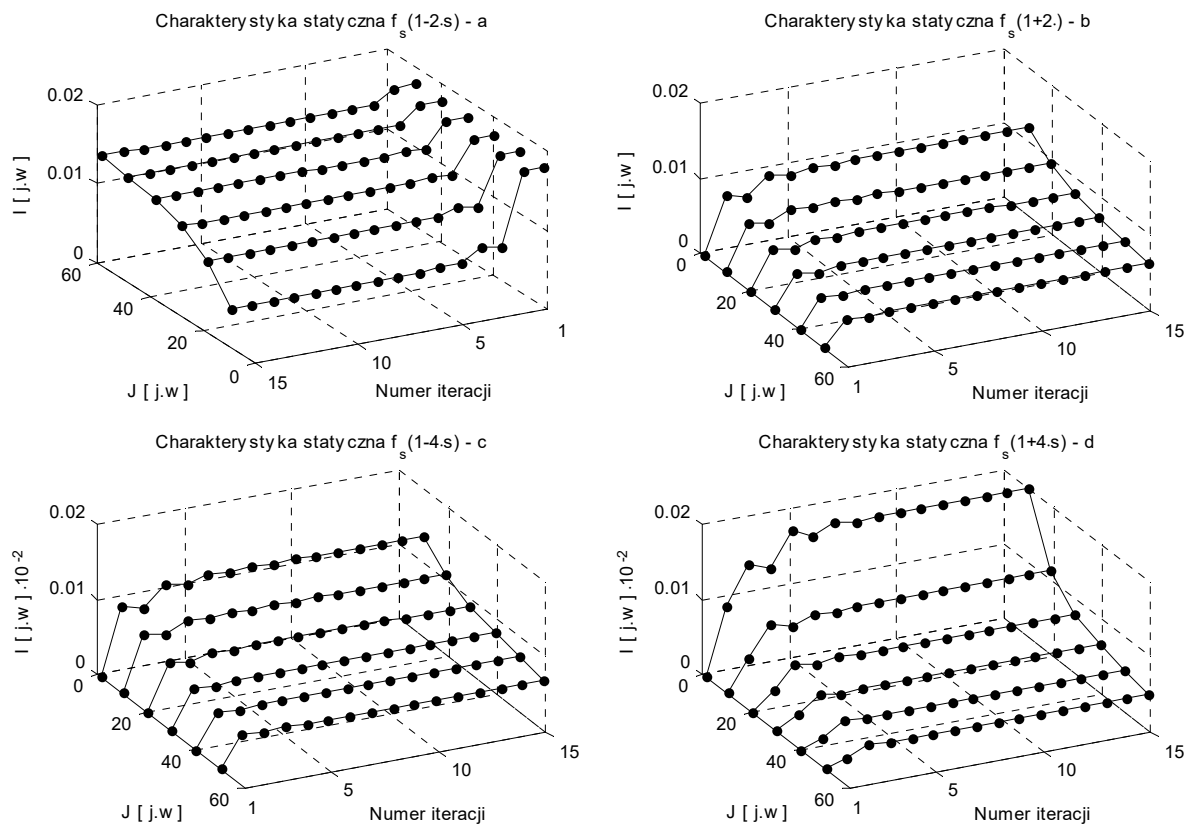 Charakterystyka statyczna f_s(1-2.s) - a
0.02
0.01
0
I [ j.w ]
60
40
20
0
J [ j.w ]
15
10
5
1
Numer iteracji
Charakterystyka statyczna f_s(1+2.) - b
0.02
0.01
0
I [ j.w ]
0
20
40
60
J [ j.w ]
1
5
10
15
Numer iteracji
Charakterystyka statyczna f_s(1-4.s) - c
0.02
0.01
0
I [ j.w ] .10^-2
0
20
40
60
J [ j.w ]
1
5
10
15
Numer iteracji
Charakterystyka statyczna f_s(1+4.s) - d
0.02
0.01
0
I [ j.w ] .10^-2
0
20
40
60
J [ j.w ]
1
5
10
15
Numer iteracji